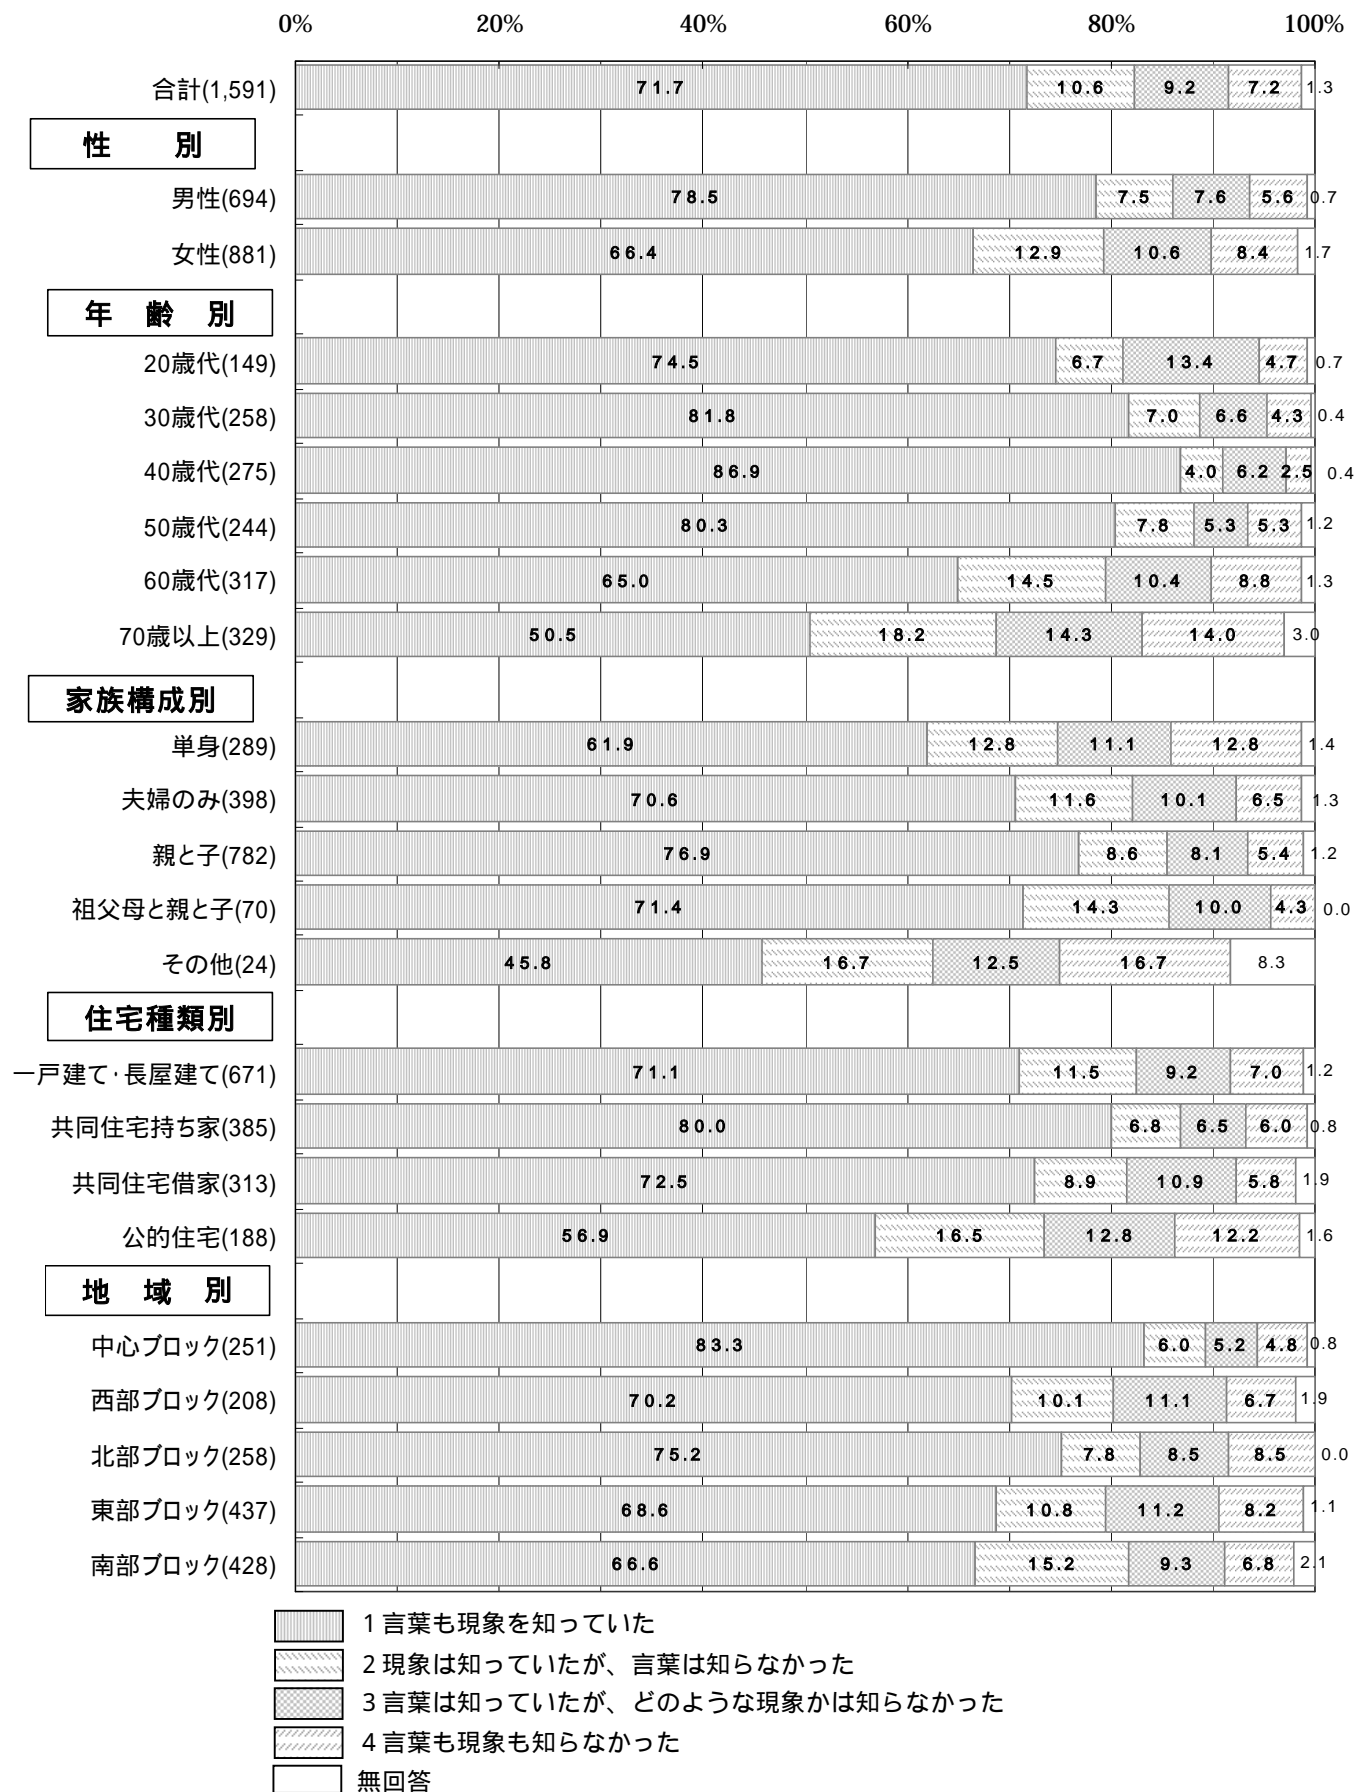 0% 20% 40% 60% 80% 100%
合計(1,591) 71.7 10.6 9.2 7.2 1.3
性 別
男性(694) 78.5 7.5 7.6 5.6 0.7
女性(881) 66.4 12.9 10.6 8.4 1.7
年 齢 別
20歳代(149) 74.5 6.7 13.4 4.7 0.7
30歳代(258) 81.8 7.0 6.6 4.3 0.4
40歳代(275) 86.9 4.0 6.2 2.5 0.4
50歳代(244) 80.3 7.8 5.3 5.3 1.2
60歳代(317) 65.0 14.5 10.4 8.8 1.3
70歳以上(329) 50.5 18.2 14.3 14.0 3.0
家族構成別
単身(289) 61.9 12.8 11.1 12.8 1.4
夫婦のみ(398) 70.6 11.6 10.1 6.5 1.3
親と子(782) 76.9 8.6 8.1 5.4 1.2
祖父母と親と子(70) 71.4 14.3 10.0 4.3 0.0
その他(24) 45.8 16.7 12.5 16.7 8.3
住宅種類別
一戸建て・長屋建て(671) 71.1 11.5 9.2 7.0 1.2
共同住宅持ち家(385) 80.0 6.8 6.5 6.0 0.8
共同住宅借家(313) 72.5 8.9 10.9 5.8 1.9
公的住宅(188) 56.9 16.5 12.8 12.2 1.6
地 域 別
中心ブロック(251) 83.3 6.0 5.2 4.8 0.8
西部ブロック(208) 70.2 10.1 11.1 6.7 1.9
北部ブロック(258) 75.2 7.8 8.5 8.5 0.0
東部ブロック(437) 68.6 10.8 11.2 8.2 1.1
南部ブロック(428) 66.6 15.2 9.3 6.8 2.1
1 言葉も現象を知っていた
2 現象は知っていたが、言葉は知らなかった
3 言葉は知っていたが、どのような現象かは知らなかった
4 言葉も現象も知らなかった
無回答